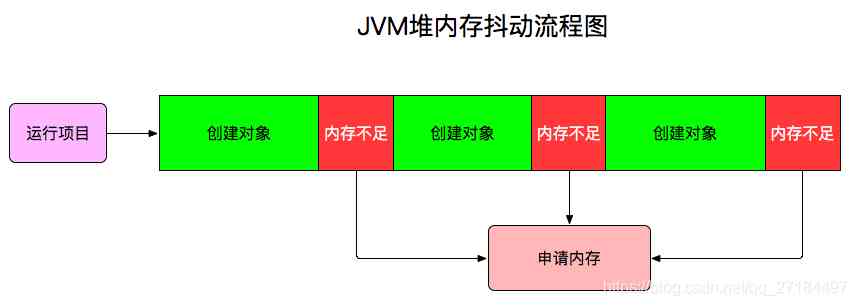 JVM堆内存抖动流程图
运行项目
创建对象
内存不足
创建对象
内存不足
创建对象
内存不足
申请内存
https://blog.csdn.net/qq_27184497